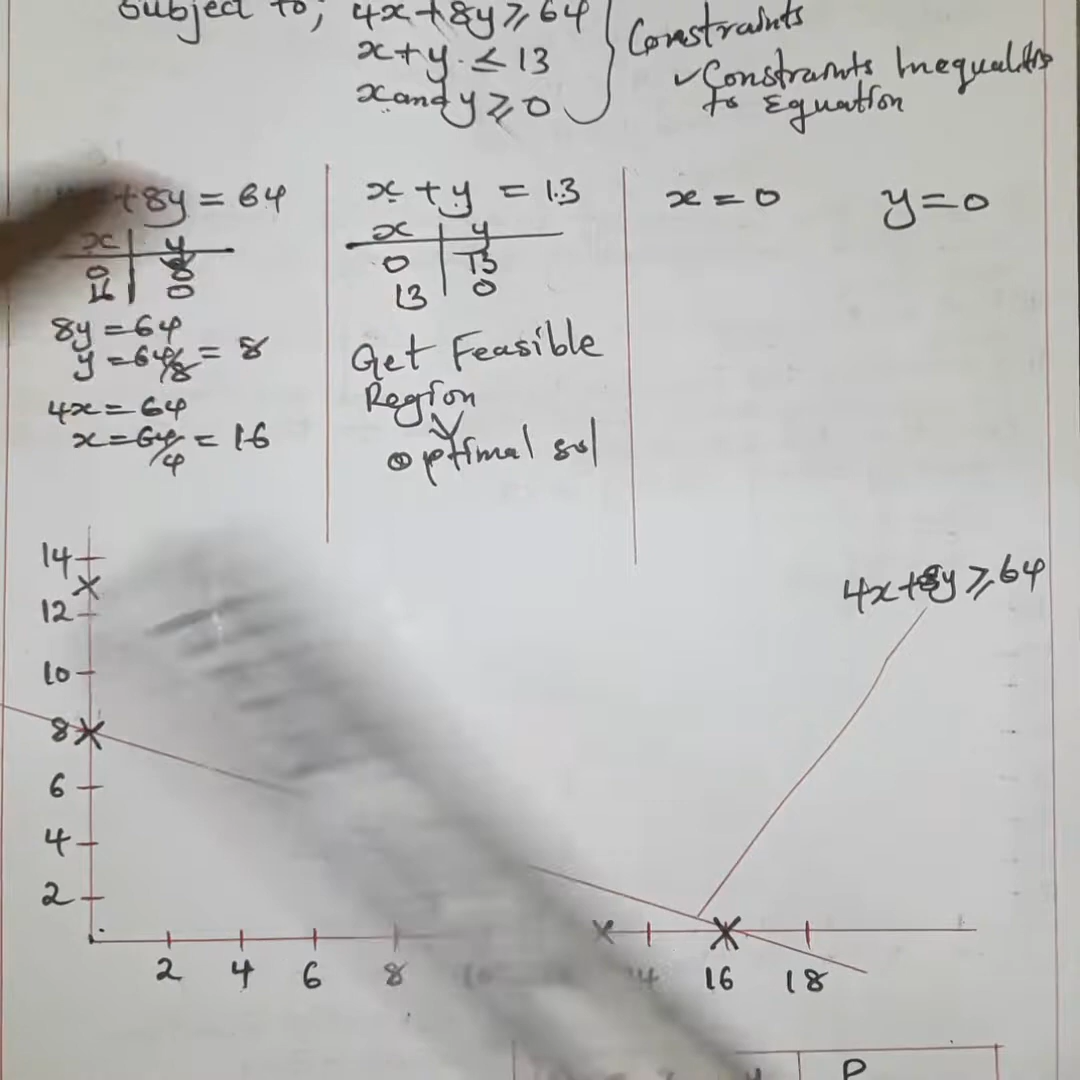 Subject to; 4x+8y ≥ 64
x+y ≤ 13
x and y ≥ 0
Constraints
✓ Constraints Inequalities
to Equation
+8y = 64
x | y
0 | 8
16 | 0
8y = 64
y = 64/8 = 8
4x = 64
x = 64/4 = 16
x + y = 13
x | y
0 | 13
13 | 0
Get Feasible
Region
optimal sol
x = 0
y = 0
4x+8y ≥ 64
14
12
10
8
6
4
2
2 4 6 8 16 18
P